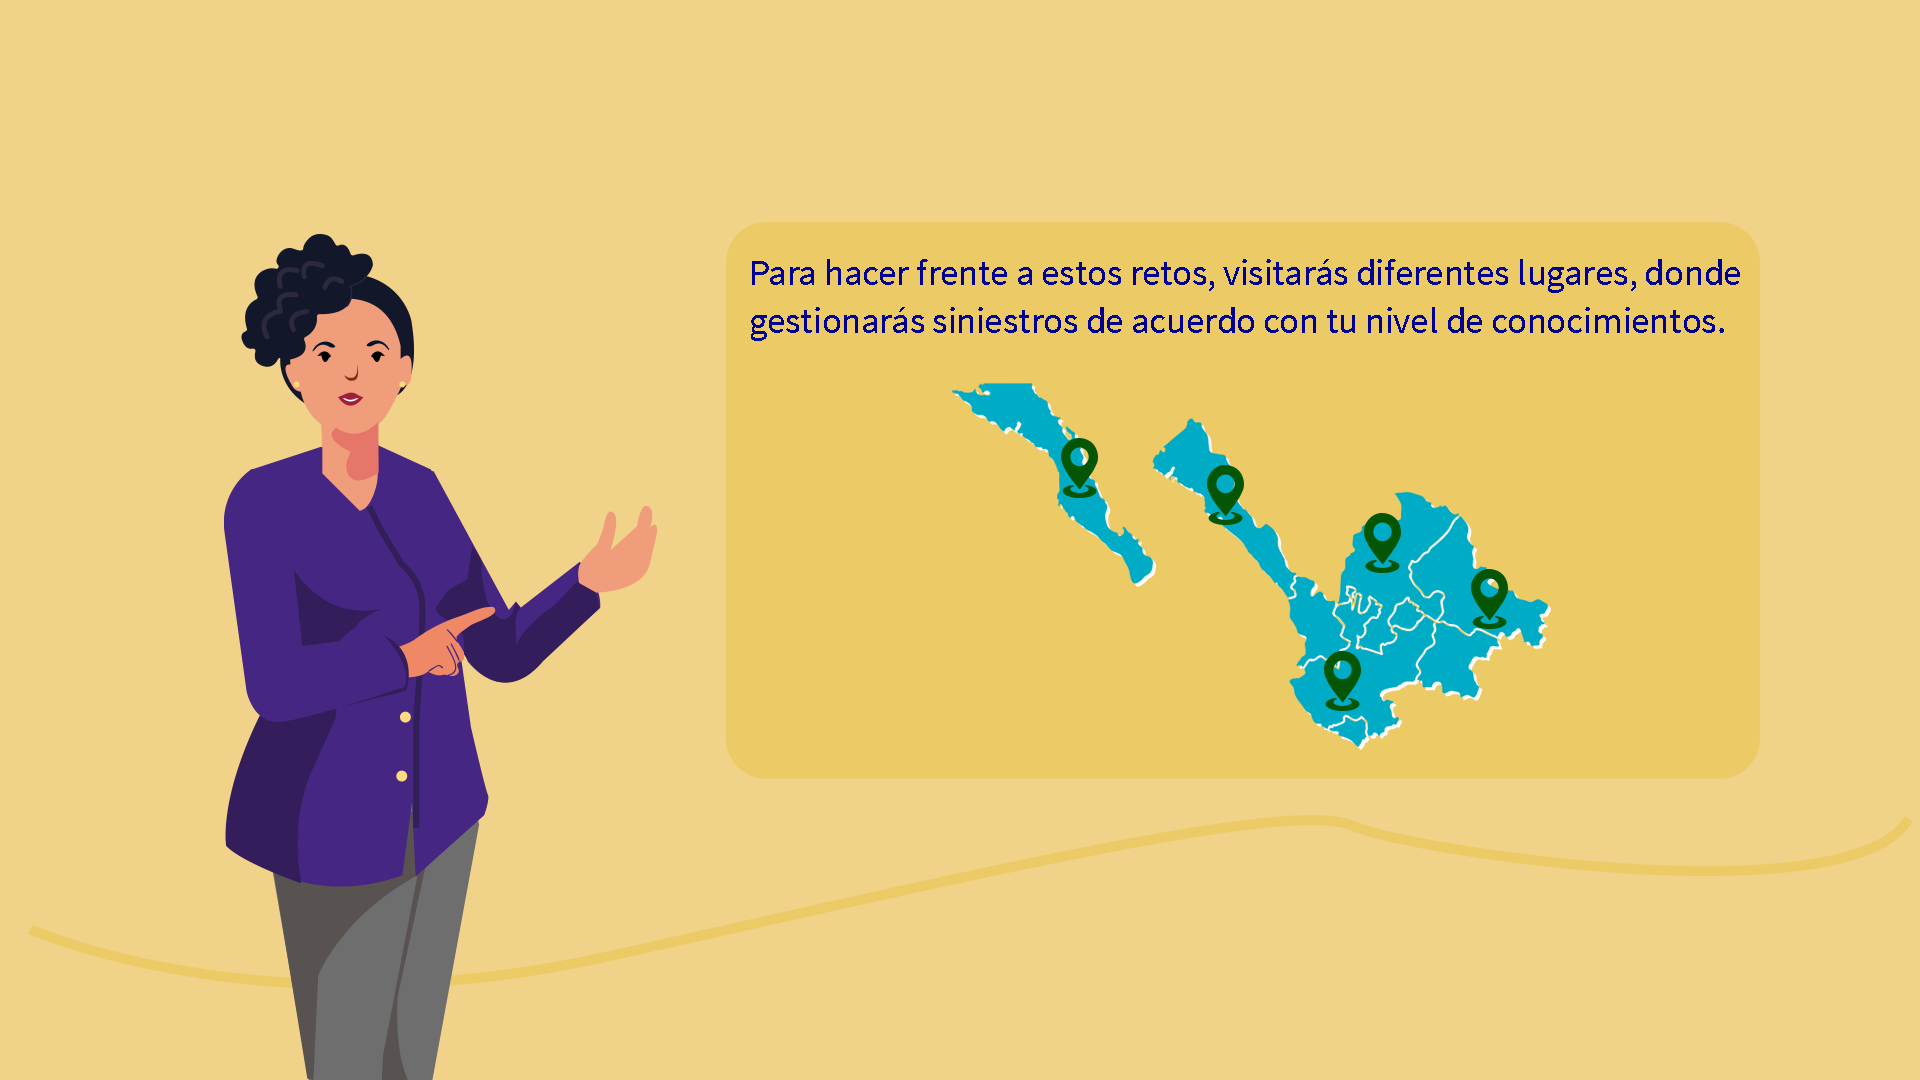 Para hacer frente a estos retos, visitarás diferentes lugares, donde
gestionarás siniestros de acuerdo con tu nivel de conocimientos.